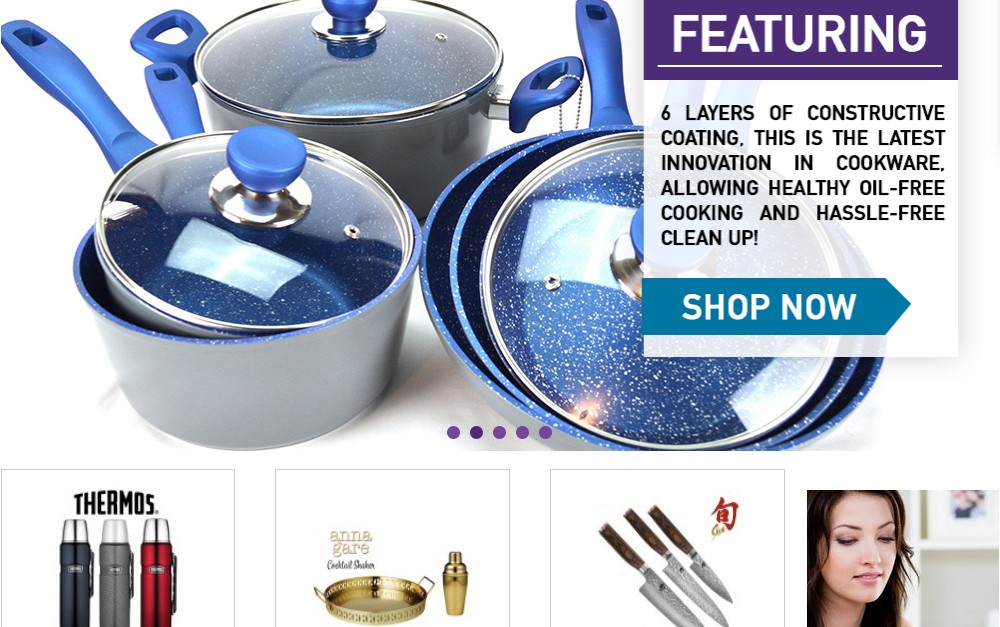 FEATURING
6 LAYERS OF CONSTRUCTIVE
COATING, THIS IS THE LATEST
INNOVATION IN COOKWARE,
ALLOWING HEALTHY OIL-FREE
COOKING AND HASSLE-FREE
CLEAN UP!
SHOP NOW
THERMOS.
anna
gare
Cocktail Shaker
旬